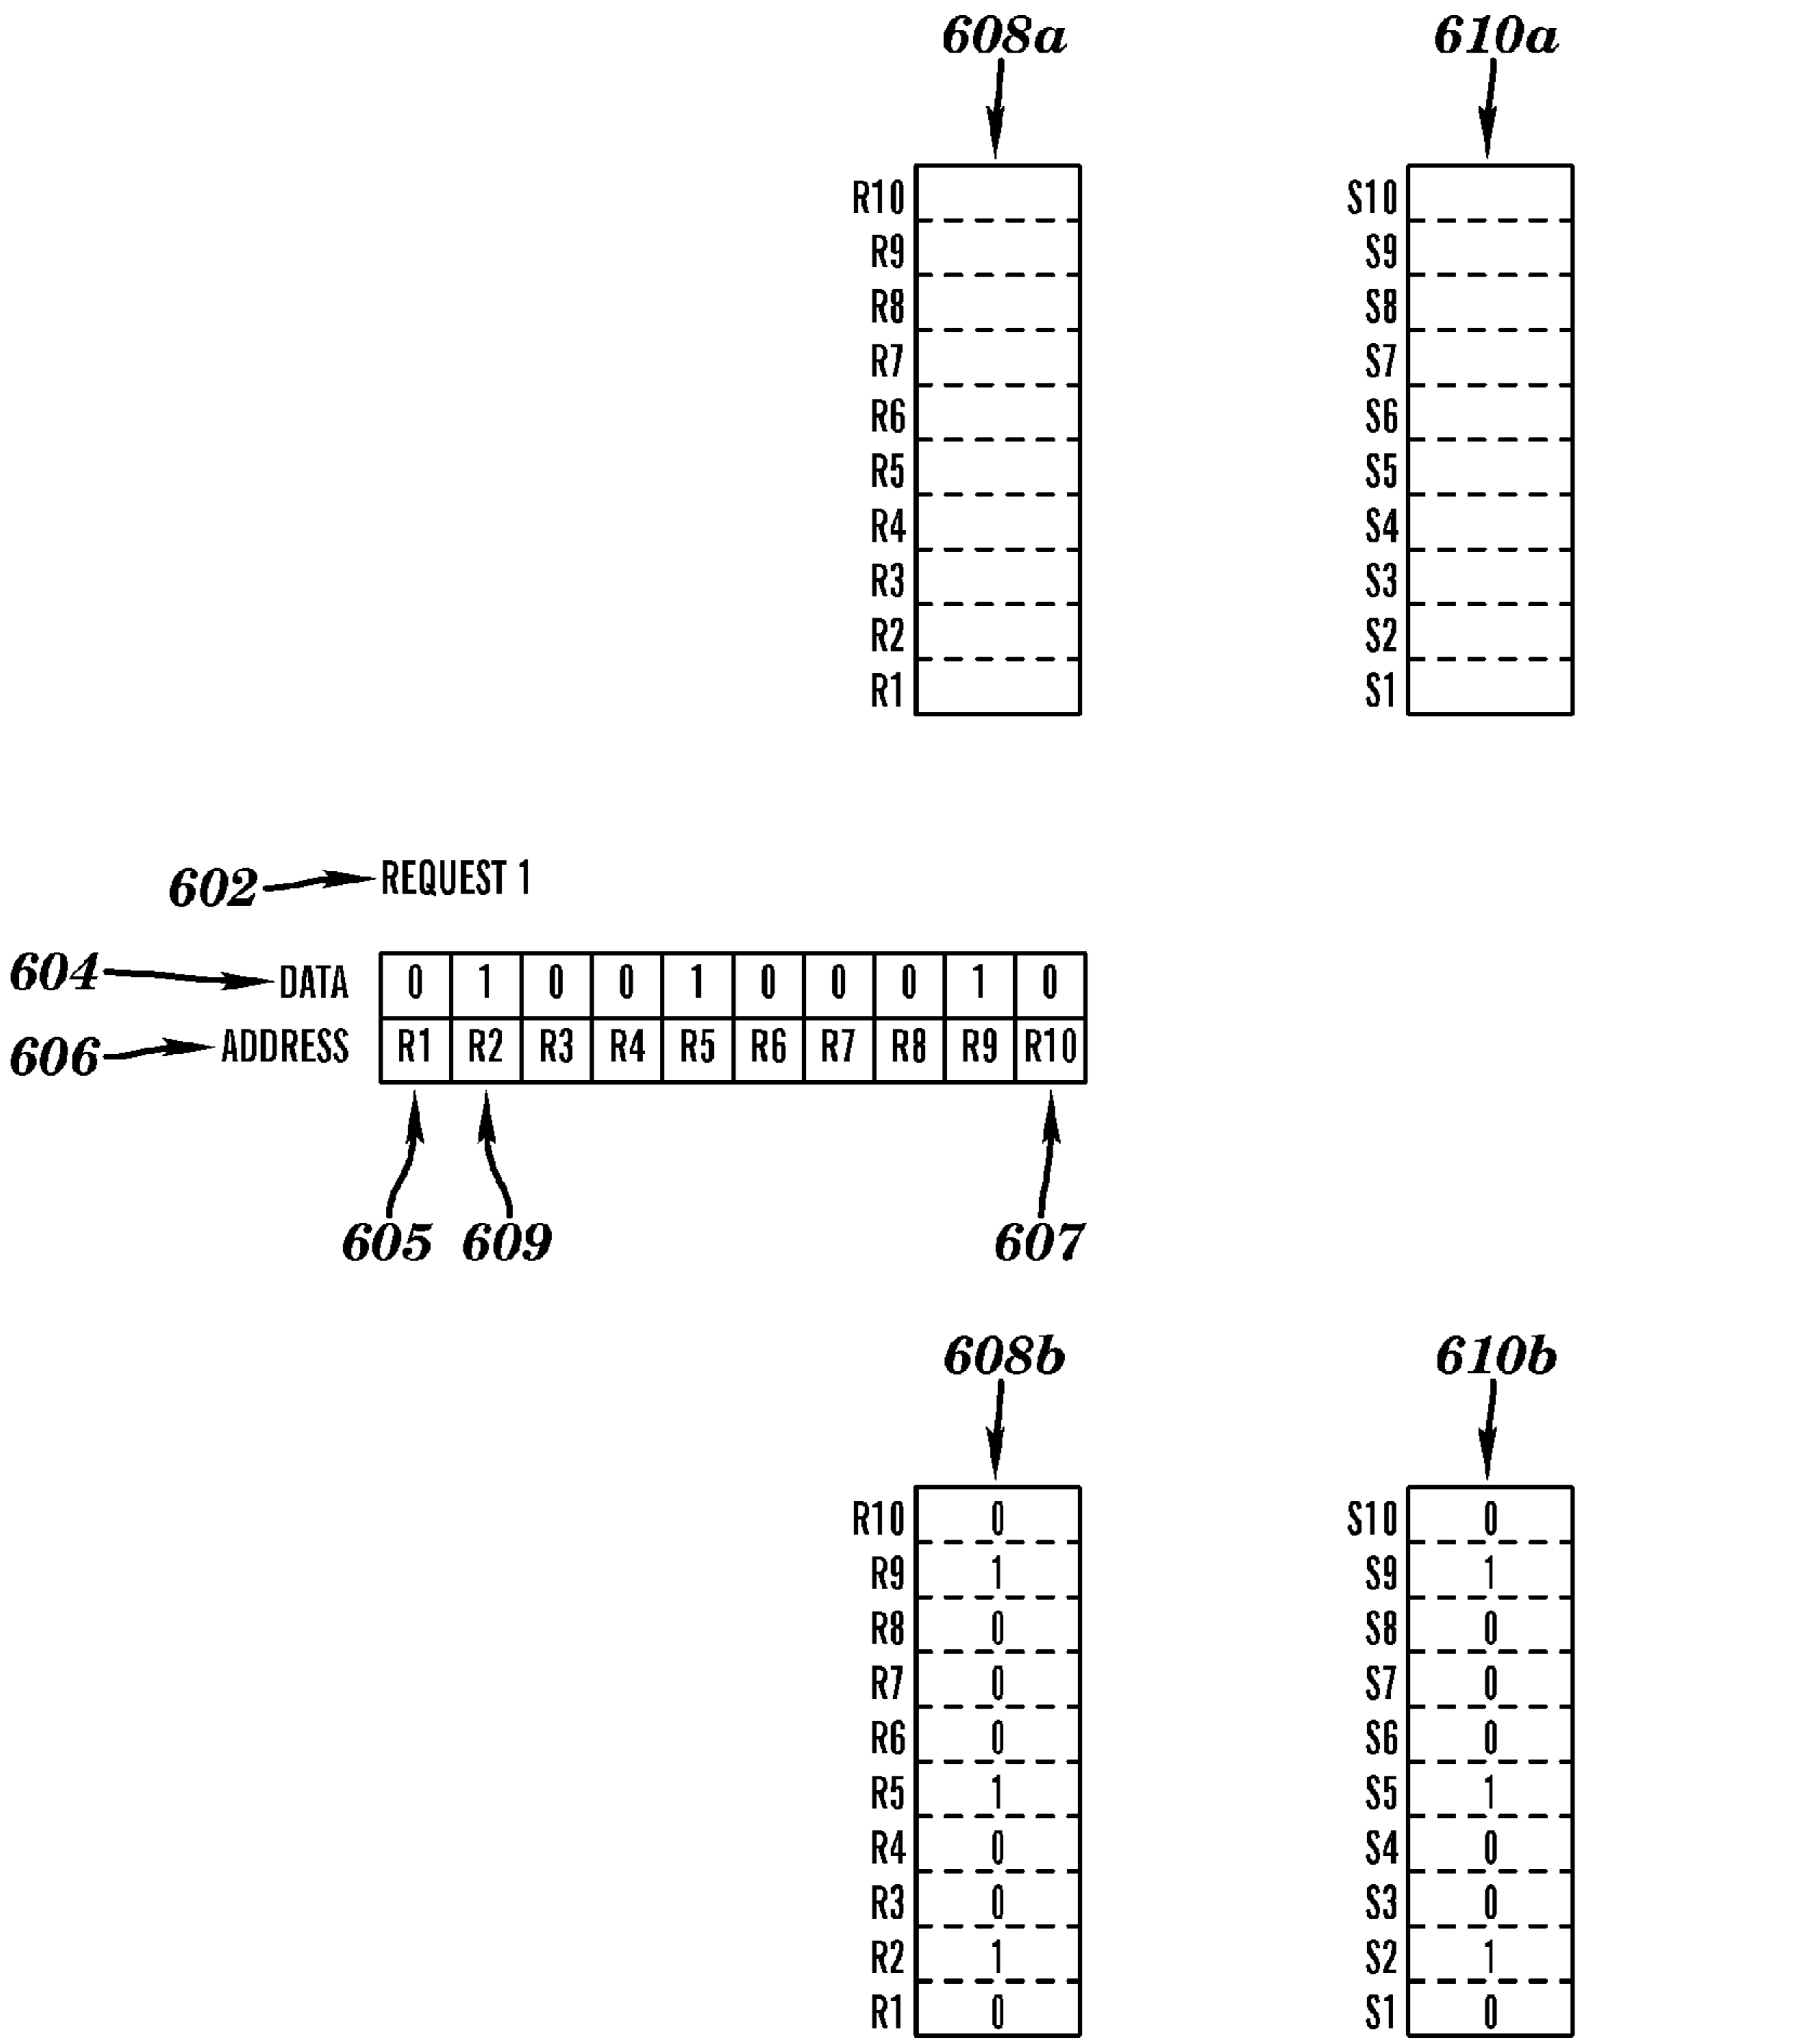 608a 610a
R10 S10
R9 S9
R8 S8
R7 S7
R6 S6
R5 S5
R4 S4
R3 S3
R2 S2
R1 S1
602 REQUEST 1
604 DATA 0 1 0 0 1 0 0 0 1 0
606 ADDRESS R1 R2 R3 R4 R5 R6 R7 R8 R9 R10
605 609 607
608b 610b
R10 0 S10 0
R9 1 S9 1
R8 0 S8 0
R7 0 S7 0
R6 0 S6 0
R5 1 S5 1
R4 0 S4 0
R3 0 S3 0
R2 1 S2 1
R1 0 S1 0